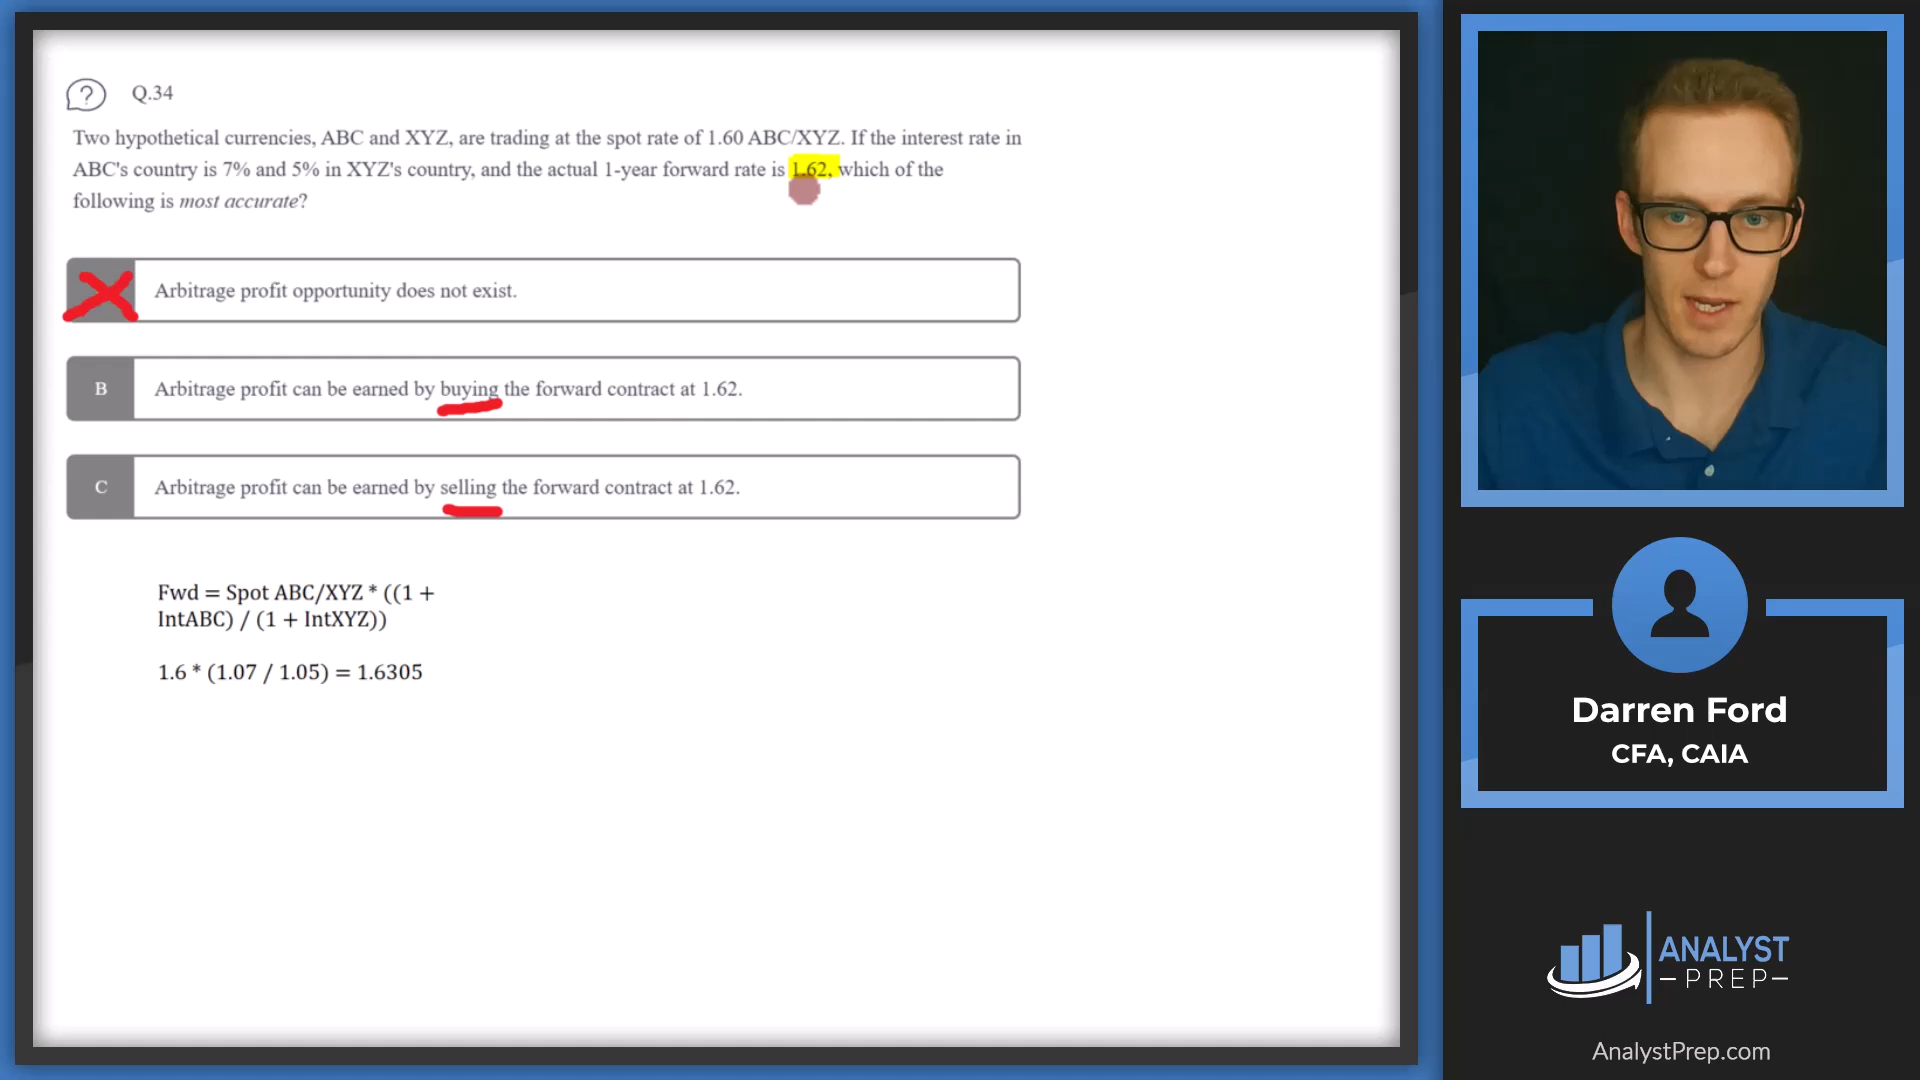 Q.34
Two hypothetical currencies, ABC and XYZ, are trading at the spot rate of 1.60 ABC/XYZ. If the interest rate in
ABC's country is 7% and 5% in XYZ's country, and the actual 1-year forward rate is 1.62, which of the
following is most accurate?
Arbitrage profit opportunity does not exist.
B Arbitrage profit can be earned by buying the forward contract at 1.62.
C Arbitrage profit can be earned by selling the forward contract at 1.62.
Fwd = Spot ABC/XYZ * ((1 +
IntABC) / (1 + IntXYZ))
1.6 * (1.07 / 1.05) = 1.6305
Darren Ford
CFA, CAIA
ANALYST
PREP
AnalystPrep.com